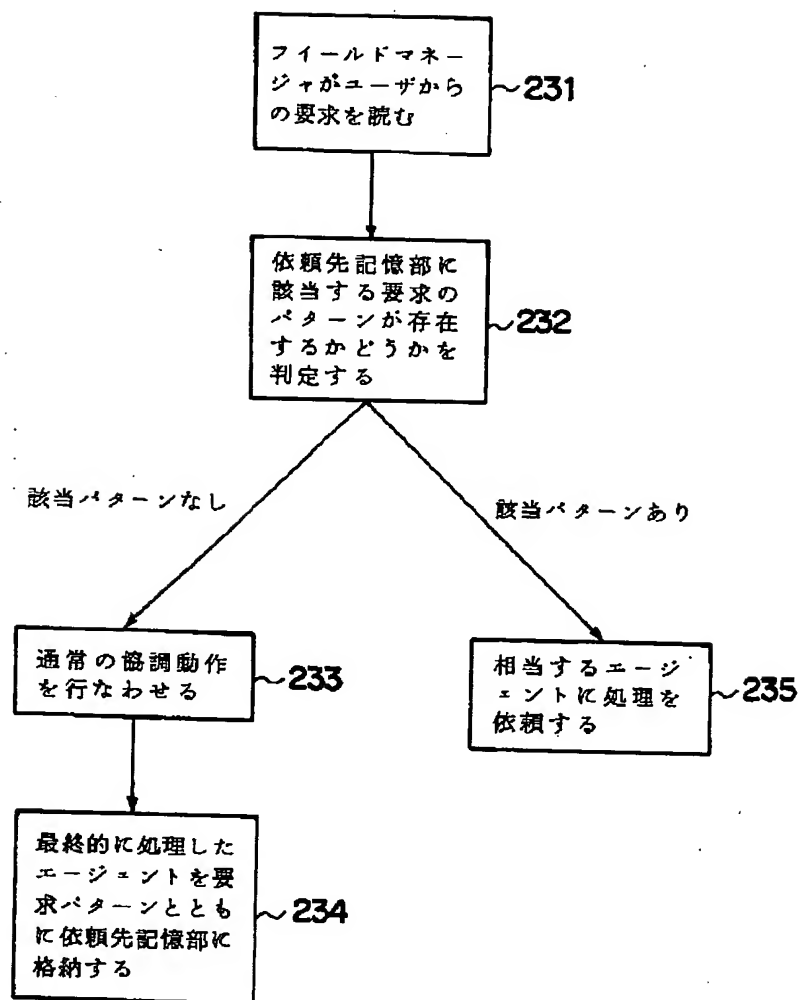 フイールドマネー
ジャがユーザから
の要求を読む
231
依頼先記憶部に
該当する要求の
パターンが存在
するかどうかを
判定する
232
該当パターンなし
該当パターンあり
通常の協調動作
を行なわせる
233
相当するエージ
ェントに処理を
依頼する
235
最終的に処理した
エージェントを要
求パターンととも
に依頼先記憶部に
格納する
234